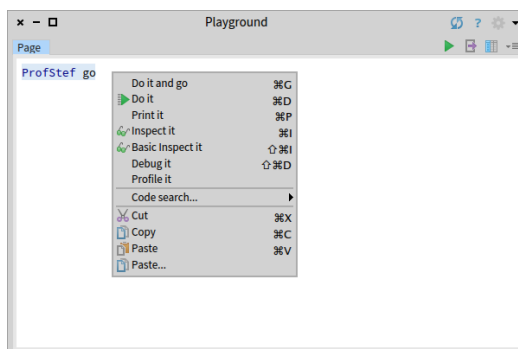 Playground
?
Page
ProfStef go
Do it and go ⌘G
Do it ⌘D
Print it ⌘P
Inspect it ⌘I
Basic Inspect it ⇧⌘I
Debug it ⇧⌘D
Profile it
Code search...
Cut ⌘X
Copy ⌘C
Paste ⌘V
Paste...